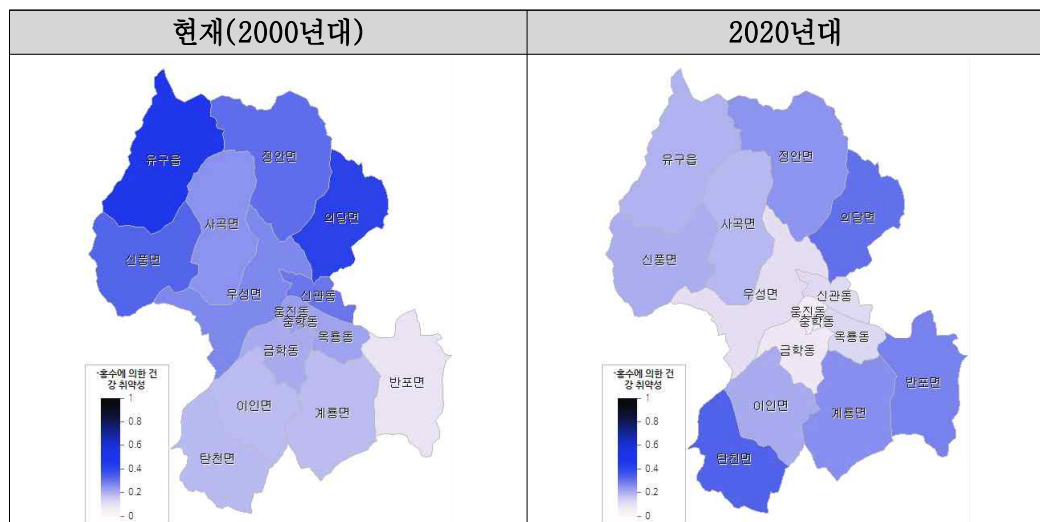 현재(2000년대)
유구읍
정안면
의당면
사곡면
신풍면
우성면
신관동
웅진동
중학동
옥룡동
금학동
반포면
이인면
계룡면
탄천면
*홍수에 의한 건
강 취약성
1
0.8
0.6
0.4
0.2
0
2020년대
유구읍
정안면
의당면
사곡면
신풍면
우성면
신관동
웅진동
중학동
옥룡동
금학동
반포면
이인면
계룡면
탄천면
*홍수에 의한 건
강 취약성
1
0.8
0.6
0.4
0.2
0